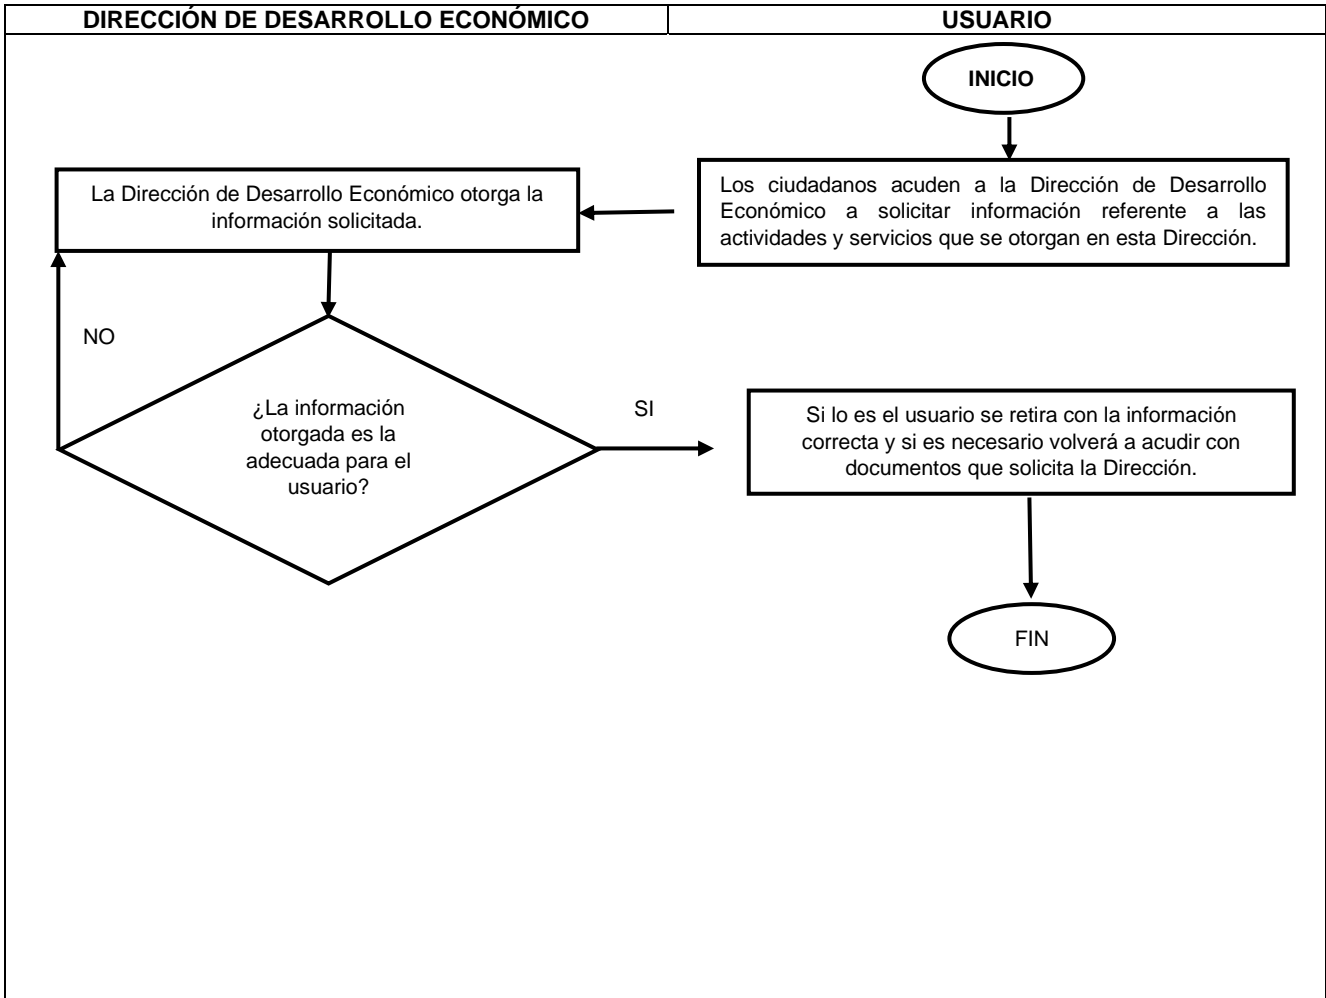 DIRECCIÓN DE DESARROLLO ECONÓMICO
USUARIO
INICIO
Los ciudadanos acuden a la Dirección de Desarrollo
Económico a solicitar información referente a las
actividades y servicios que se otorgan en esta Dirección.
La Dirección de Desarrollo Económico otorga la
información solicitada.
NO
¿La información
otorgada es la
adecuada para el
usuario?
SI
Si lo es el usuario se retira con la información
correcta y si es necesario volverá a acudir con
documentos que solicita la Dirección.
FIN